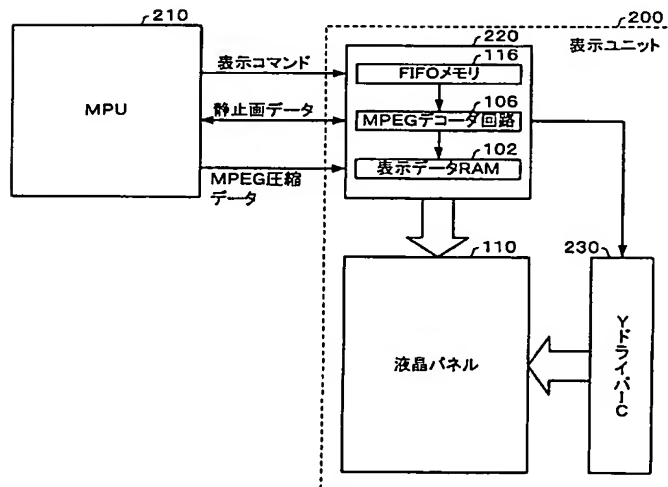 210
200
表示ユニット
220
表示コマンド
116
FIFOメモリ
MPU
静止画データ
106
MPEGデコーダ回路
102
表示データRAM
MPEG圧縮
データ
110
230
液晶パネル
YドライバIC